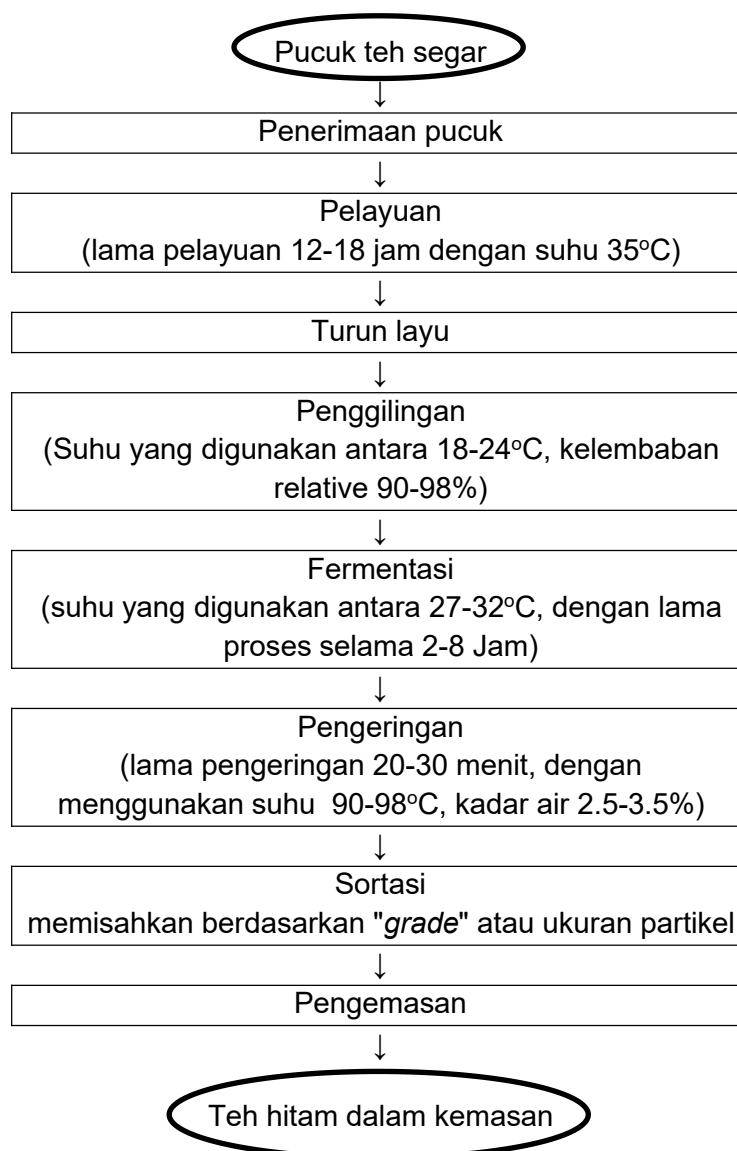 Pucuk teh segar
↓
Penerimaan pucuk
↓
Pelayuan
(lama pelayuan 12-18 jam dengan suhu 35°C)
↓
Turun layu
↓
Penggilingan
(Suhu yang digunakan antara 18-24°C, kelembaban
relative 90-98%)
↓
Fermentasi
(suhu yang digunakan antara 27-32°C, dengan lama
proses selama 2-8 Jam)
↓
Pengeringan
(lama pengeringan 20-30 menit, dengan
menggunakan suhu  90-98°C, kadar air 2.5-3.5%)
↓
Sortasi
memisahkan berdasarkan "grade" atau ukuran partikel
↓
Pengemasan
↓
Teh hitam dalam kemasan